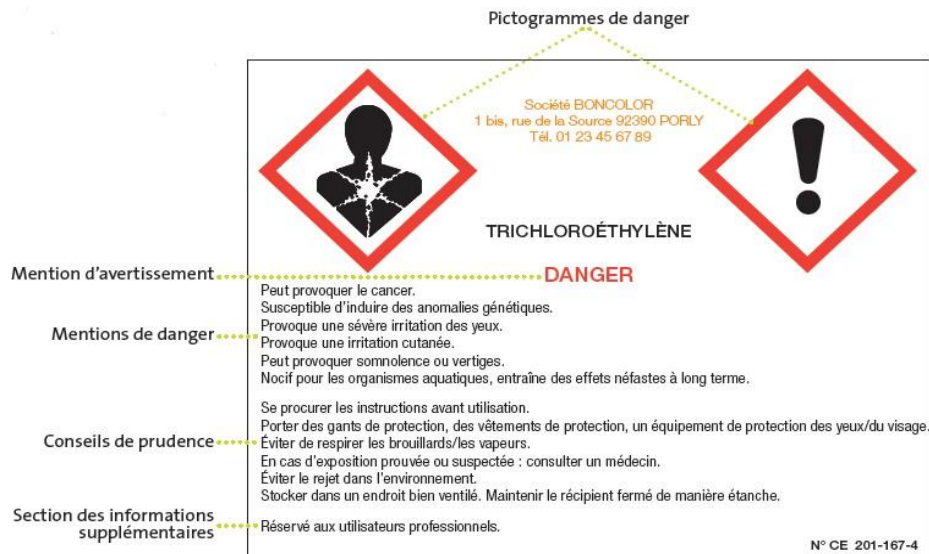 Pictogrammes de danger
Société BONCOLOR
1 bis, rue de la Source 92390 PORLY
Tél. 01 23 45 67 89
TRICHLOROÉTHYLÈNE
Mention d'avertissement
DANGER
Mentions de danger
Peut provoquer le cancer.
Susceptible d'induire des anomalies génétiques.
Provoque une sévère irritation des yeux.
Provoque une irritation cutanée.
Peut provoquer somnolence ou vertiges.
Nocif pour les organismes aquatiques, entraîne des effets néfastes à long terme.
Conseils de prudence
Se procurer les instructions avant utilisation.
Porter des gants de protection, des vêtements de protection, un équipement de protection des yeux/du visage.
Éviter de respirer les brouillards/les vapeurs.
En cas d'exposition prouvée ou suspectée : consulter un médecin.
Éviter le rejet dans l'environnement.
Stocker dans un endroit bien ventilé. Maintenir le récipient fermé de manière étanche.
Section des informations
supplémentaires
Réservé aux utilisateurs professionnels.
N° CE 201-167-4